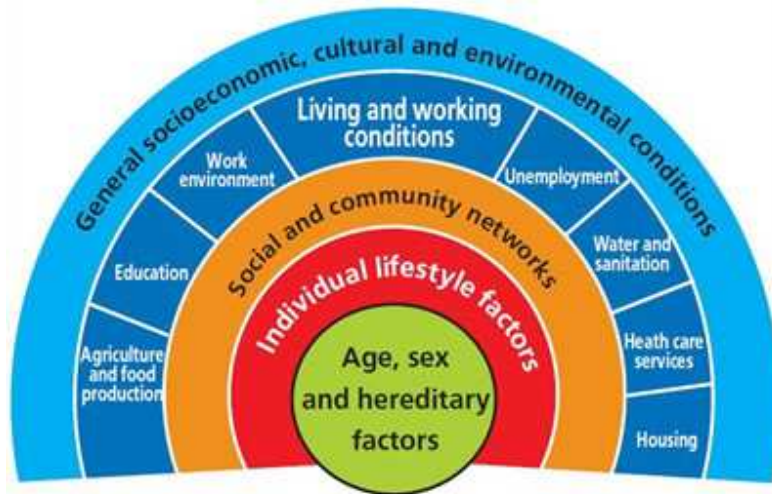 General socioeconomic, cultural and environmental conditions
Living and working
conditions
Work
environment
Unemployment
Education
Water and
sanitation
Agriculture
and food
production
Heath care
services
Housing
Social and community networks
Individual lifestyle factors
Age, sex
and hereditary
factors